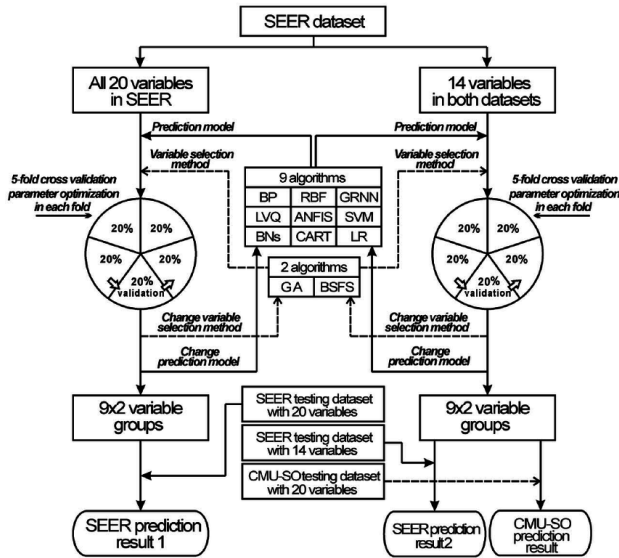 SEER dataset
All 20 variables
in SEER
14 variables
in both datasets
Prediction model
Prediction model
Variable selection
method
Variable selection
method
5-fold cross validation
parameter optimization
in each fold
5-fold cross validation
parameter optimization
in each fold
9 algorithms
BP RBF GRNN
LVQ ANFIS SVM
BNs CART LR
20% 20%
20% 20%
20%
validation
20% 20%
20% 20%
20%
validation
2 algorithms
GA BSFS
Change variable
selection method
Change variable
selection method
Change
prediction model
Change
prediction model
9x2 variable
groups
9x2 variable
groups
SEER testing dataset
with 20 variables
SEER testing dataset
with 14 variables
CMU-SO testing dataset
with 20 variables
SEER prediction
result 1
SEER prediction
result 2
CMU-SO
prediction
result